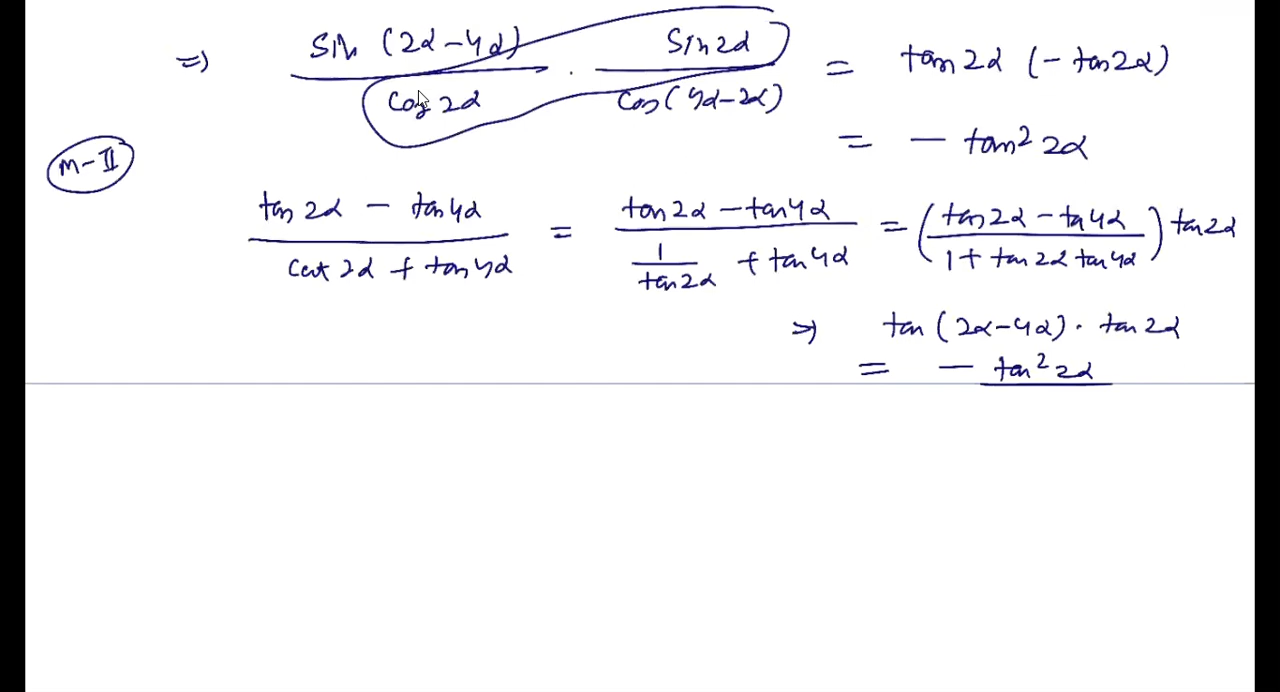 => sin (2α-4α) / cos 2α . sin 2α / cos (4α-2α) = tan 2α (- tan 2α)
= - tan² 2α
M-II
tan 2α - tan 4α / cot 2α + tan 4α = tan 2α - tan 4α / 1/tan 2α + tan 4α = (tan 2α - ta 4α / 1 + tan 2α tan 4α) tan 2α
=> tan (2α-4α) . tan 2α
= - tan² 2α